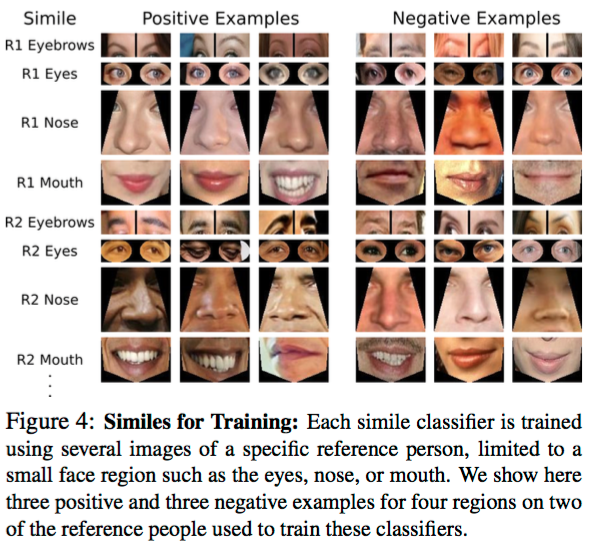 Simile Positive Examples Negative Examples
R1 Eyebrows
R1 Eyes
R1 Nose
R1 Mouth
R2 Eyebrows
R2 Eyes
R2 Nose
R2 Mouth
Figure 4: Similes for Training: Each simile classifier is trained
using several images of a specific reference person, limited to a
small face region such as the eyes, nose, or mouth. We show here
three positive and three negative examples for four regions on two
of the reference people used to train these classifiers.